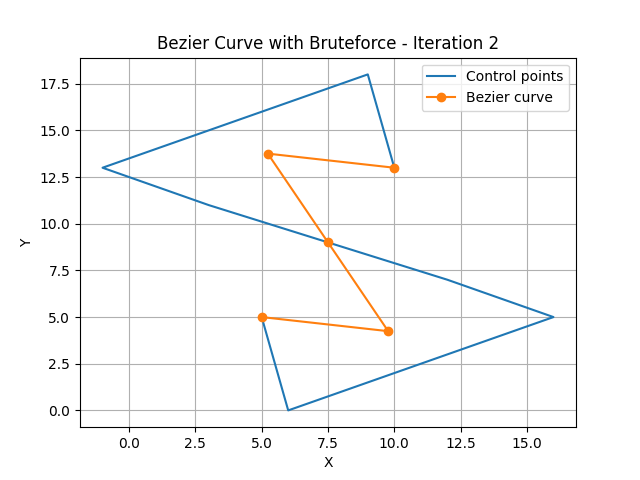 Bezier Curve with Bruteforce - Iteration 2
Control points
Bezier curve
17.5
15.0
12.5
10.0
7.5
5.0
2.5
0.0
Y
0.0 2.5 5.0 7.5 10.0 12.5 15.0
X